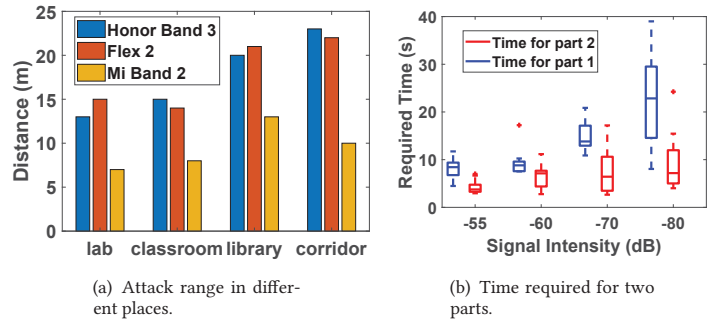 25
20
15
10
5
0
Distance (m)
Honor Band 3
Flex 2
Mi Band 2
lab classroom library corridor
(a) Attack range in differ-
ent places.
40
30
20
10
0
Required Time (s)
Time for part 2
Time for part 1
-55 -60 -70 -80
Signal Intensity (dB)
(b) Time required for two
parts.